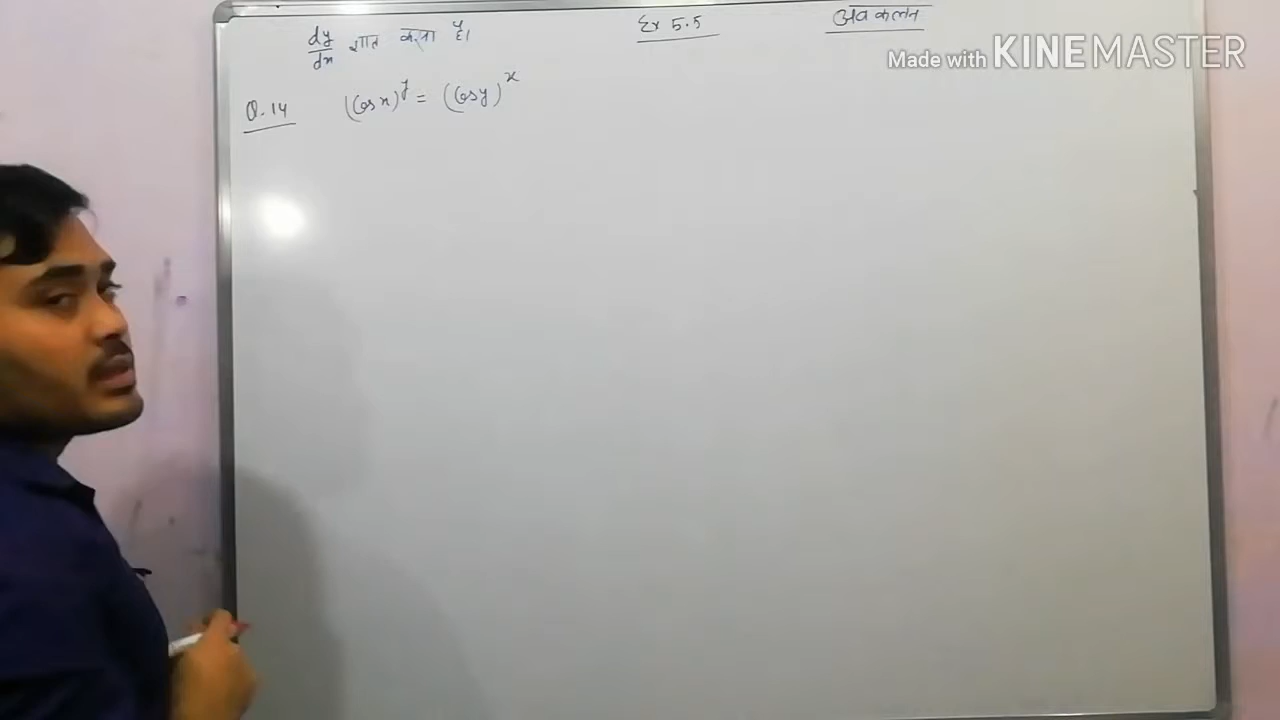 dy/dx ज्ञात करना है।
Ex 5.5
अवकलन
Made with KINEMASTER
Q.14 (Cos x)^y = (Cos y)^x